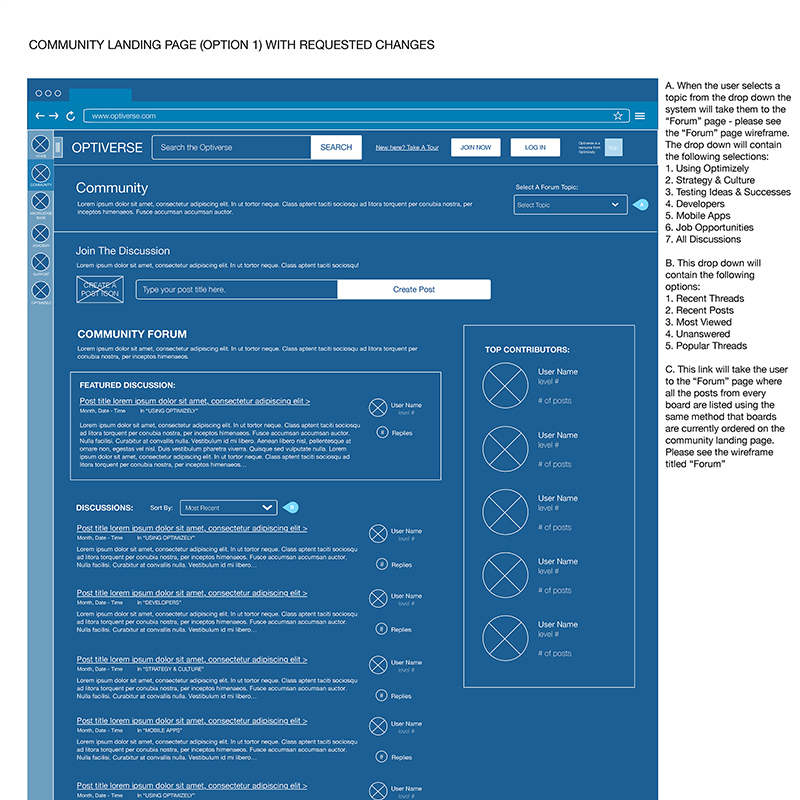 COMMUNITY LANDING PAGE (OPTION 1) WITH REQUESTED CHANGES
www.optiverse.com
HOME
COMMUNITY
KNOWLEDGE
BASE
ACADEMY
SUPPORT
OPTIMIZELY
OPTIVERSE
Search the Optiverse
SEARCH
New here? Take A Tour
JOIN NOW
LOG IN
Optiverse is a
resource from
Optimizely
Community
Lorem ipsum dolor sit amet, consectetur adipiscing elit. Class aptent taciti sociosqu ad litora torquent per conubia nostra, per
inceptos himenaeos. Fusce accumsan accumsan auctor.
Select A Forum Topic:
Select Topic
A
Join The Discussion
Lorem ipsum dolor sit amet, consectetur adipiscing elit. Class aptent taciti sociosqu!
CREATE A
POST ICON
Type your post title here.
Create Post
COMMUNITY FORUM
Lorem ipsum dolor sit amet, consectetur adipiscing elit. Class aptent taciti sociosqu ad litora torquent per
conubia nostra, per inceptos himenaeos.
FEATURED DISCUSSION:
Post title lorem ipsum dolor sit amet, consectetur adipiscing elit >
Month, Date - Time In "USING OPTIMIZELY"
Lorem ipsum dolor sit amet, consectetur adipiscing elit. In ut tortor neque. Class aptent taciti sociosqu
ad litora torquent per conubia nostra, per inceptos himenaeos. Fusce accumsan accumsan auctor.
Nulla facilisi. Curabitur at convallis nulla. Vestibulum id mi libero. Aenean libero nisl, pellentesque at
ornare non, egestas vel nisl. Duis vestibulum pharetra viverra. Quisque sed vulputate nulla. Lorem
ipsum dolor sit amet, consectetur adipiscing elit. In ut tortor neque. Class aptent taciti sociosqu ad
litora torquent per conubia nostra, per inceptos himenaeos...
User Name
level #
# Replies
DISCUSSIONS:
Sort By:
Most Recent
B
Post title lorem ipsum dolor sit amet, consectetur adipiscing elit >
Month, Date - Time In "USING OPTIMIZELY"
Lorem ipsum dolor sit amet, consectetur adipiscing elit. In ut tortor neque. Class aptent taciti sociosqu
ad litora torquent per conubia nostra, per inceptos himenaeos. Fusce accumsan accumsan auctor.
Nulla facilisi. Curabitur at convallis nulla. Vestibulum id mi libero...
User Name
level #
# Replies
Post title lorem ipsum dolor sit amet, consectetur adipiscing elit >
Month, Date - Time In "DEVELOPERS"
Lorem ipsum dolor sit amet, consectetur adipiscing elit. In ut tortor neque. Class aptent taciti sociosqu
ad litora torquent per conubia nostra, per inceptos himenaeos. Fusce accumsan accumsan auctor.
Nulla facilisi. Curabitur at convallis nulla. Vestibulum id mi libero...
User Name
level #
# Replies
Post title lorem ipsum dolor sit amet, consectetur adipiscing elit >
Month, Date - Time In "STRATEGY & CULTURE"
Lorem ipsum dolor sit amet, consectetur adipiscing elit. In ut tortor neque. Class aptent taciti sociosqu
ad litora torquent per conubia nostra, per inceptos himenaeos. Fusce accumsan accumsan auctor.
Nulla facilisi. Curabitur at convallis nulla. Vestibulum id mi libero...
User Name
level #
# Replies
Post title lorem ipsum dolor sit amet, consectetur adipiscing elit >
Month, Date - Time In "MOBILE APPS"
Lorem ipsum dolor sit amet, consectetur adipiscing elit. In ut tortor neque. Class aptent taciti sociosqu
ad litora torquent per conubia nostra, per inceptos himenaeos. Fusce accumsan accumsan auctor.
Nulla facilisi. Curabitur at convallis nulla. Vestibulum id mi libero...
User Name
level #
# Replies
Post title lorem ipsum dolor sit amet, consectetur adipiscing elit >
Month, Date - Time In "USING OPTIMIZELY"
User Name
level #
TOP CONTRIBUTORS:
User Name
level #
# of posts
User Name
level #
# of posts
User Name
level #
# of posts
User Name
level #
# of posts
User Name
level #
# of posts
A. When the user selects a
topic from the drop down the
system will take them to the
"Forum" page - please see
the "Forum" page wireframe.
The drop down will contain
the following selections:
1. Using Optimizely
2. Strategy & Culture
3. Testing Ideas & Successes
4. Developers
5. Mobile Apps
6. Job Opportunities
7. All Discussions
B. This drop down will
contain the following
options:
1. Recent Threads
2. Recent Posts
3. Most Viewed
4. Unanswered
5. Popular Threads
C. This link will take the user
to the "Forum" page where
all the posts from every
board are listed using the
same method that boards
are currently ordered on the
community landing page.
Please see the wireframe
titled "Forum"